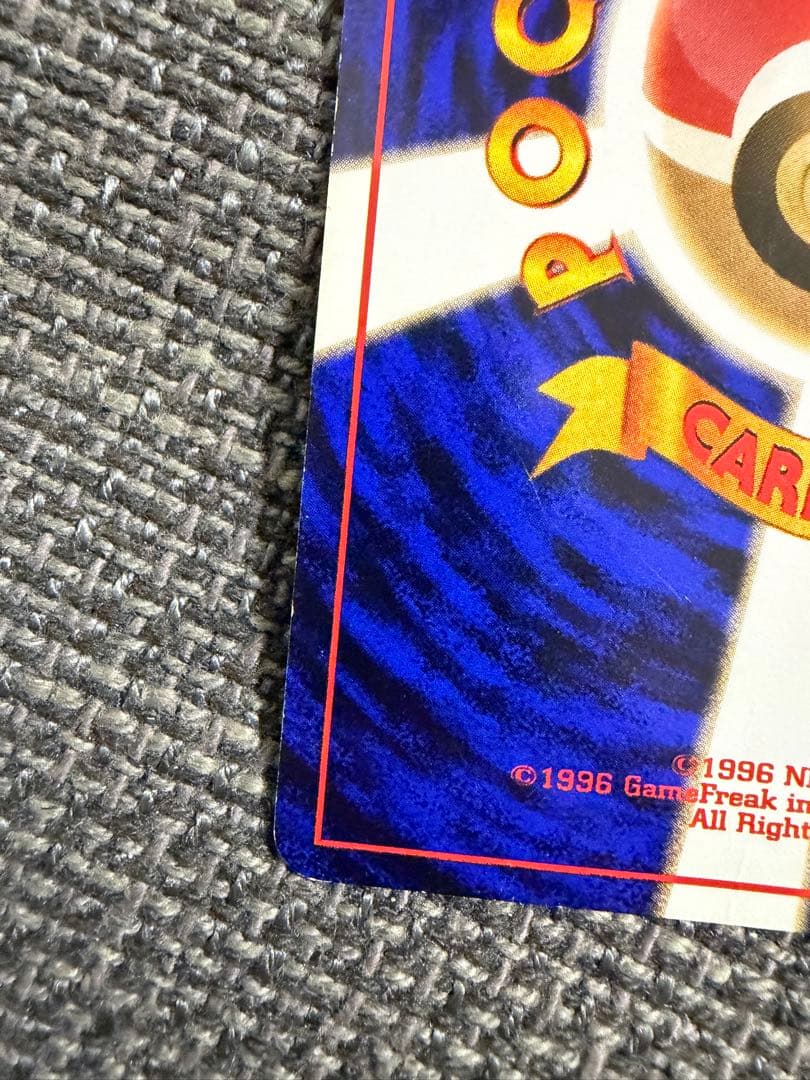 POC
CAR
©1996 N
©1996 GameFreak in
All Right